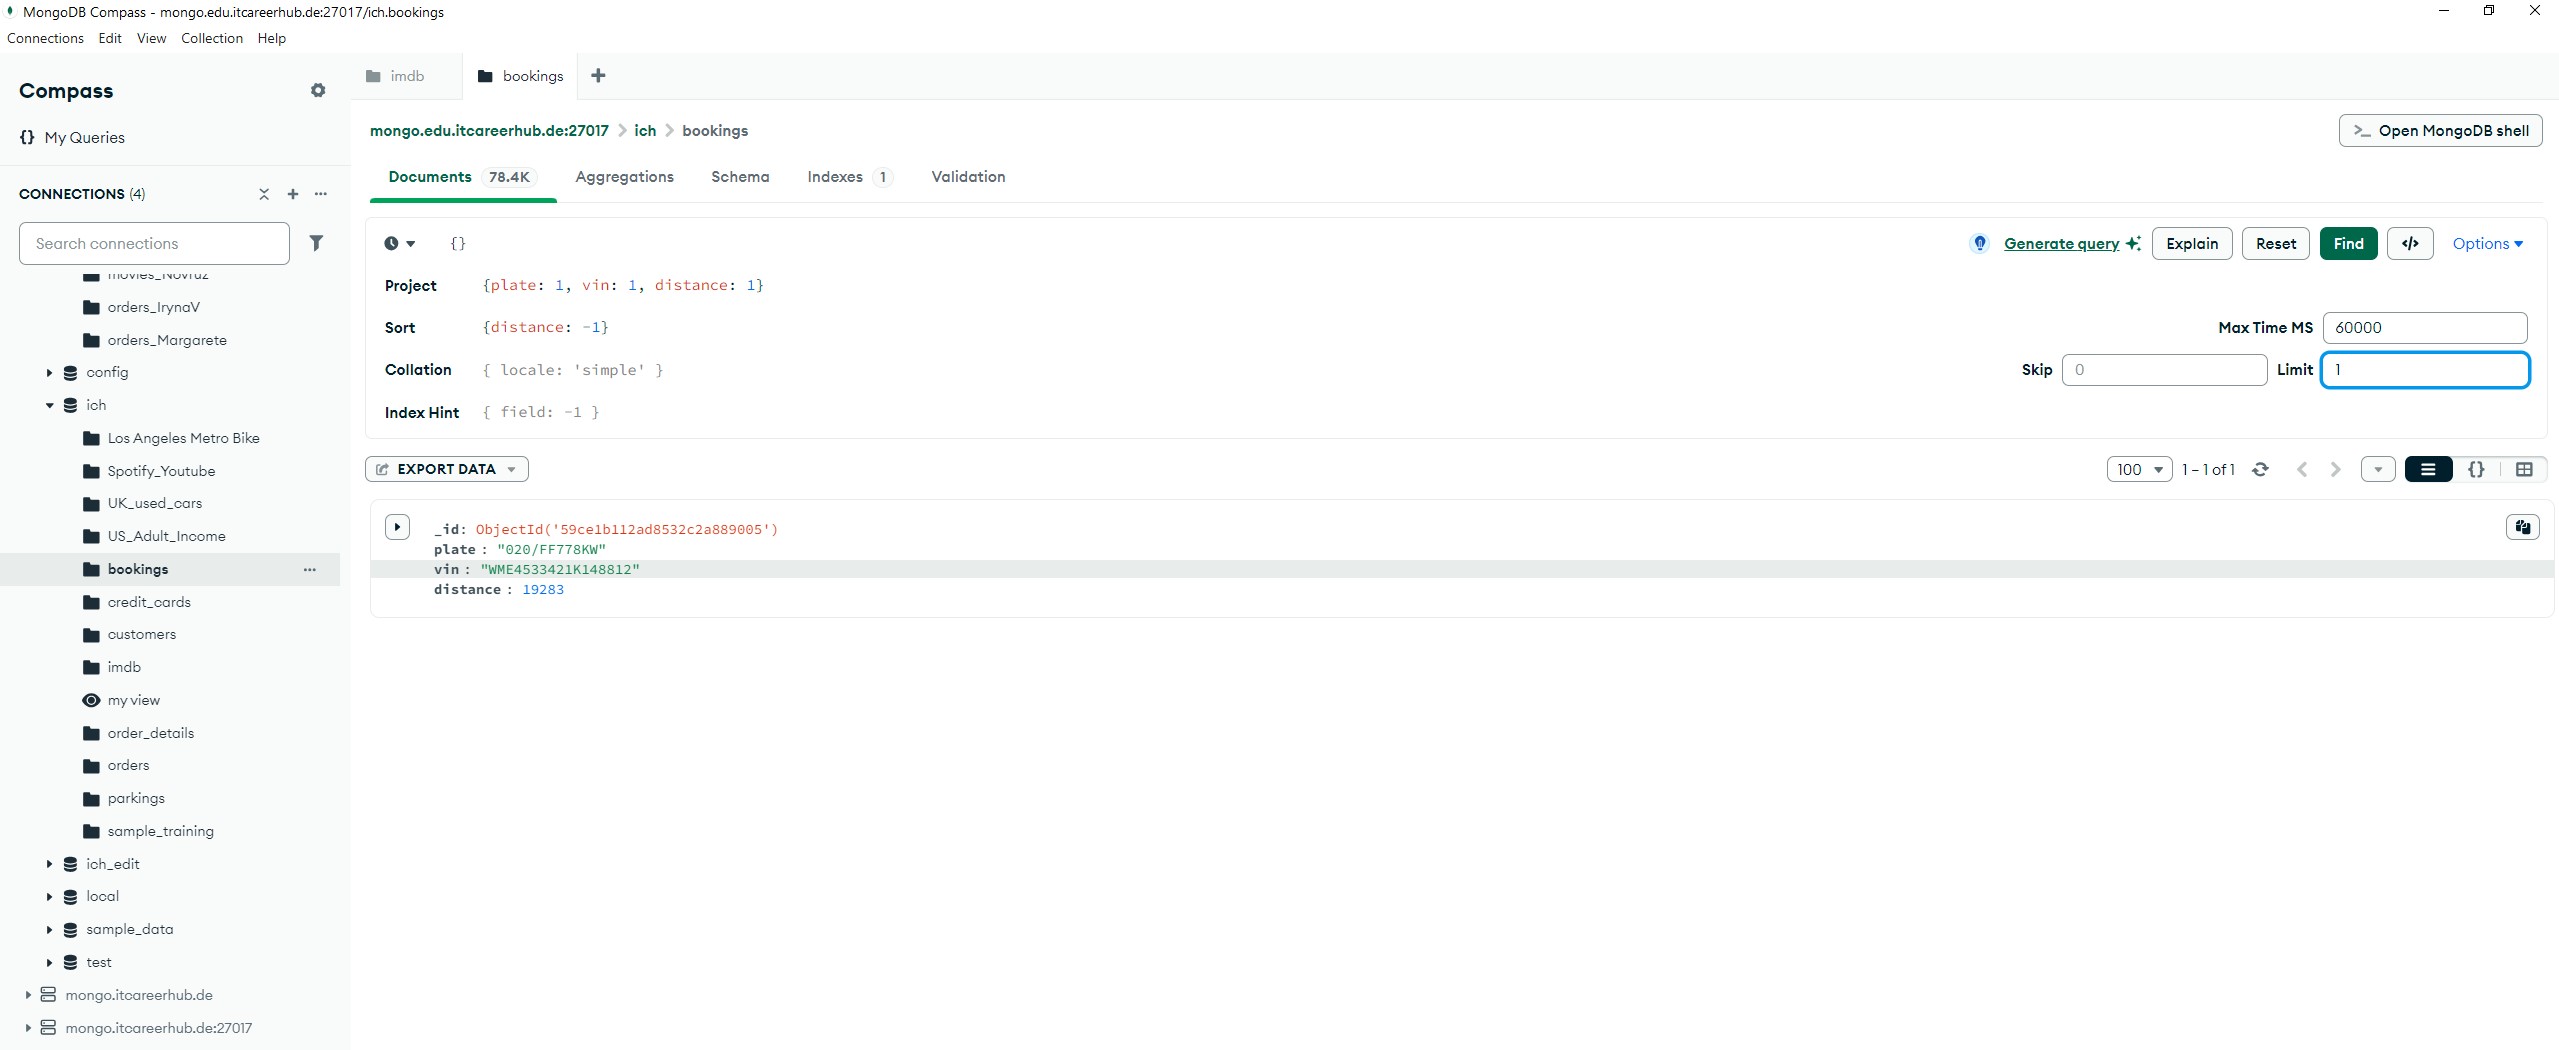 MongoDB Compass - mongo.edu.itcareerhub.de:27017/ich.bookings
Connections Edit View Collection Help
Compass
{} My Queries
CONNECTIONS (4)
Search connections
movies_Novruz
orders_IrynaV
orders_Margarete
config
ich
Los Angeles Metro Bike
Spotify_Youtube
UK_used_cars
US_Adult_Income
bookings
credit_cards
customers
imdb
my view
order_details
orders
parkings
sample_training
ich_edit
local
sample_data
test
mongo.itcareerhub.de
mongo.itcareerhub.de:27017
imdb bookings
mongo.edu.itcareerhub.de:27017 > ich > bookings
>_ Open MongoDB shell
Documents 78.4K Aggregations Schema Indexes 1 Validation
{} Generate query Explain Reset Find </> Options
Project {plate: 1, vin: 1, distance: 1}
Sort {distance: -1} Max Time MS 60000
Collation { locale: 'simple' } Skip 0 Limit 1
Index Hint { field: -1 }
EXPORT DATA 100 1 – 1 of 1 {}
_id: ObjectId('59ce1b112ad8532c2a889005')
plate : "020/FF778KW"
vin : "WME4533421K148812"
distance : 19283